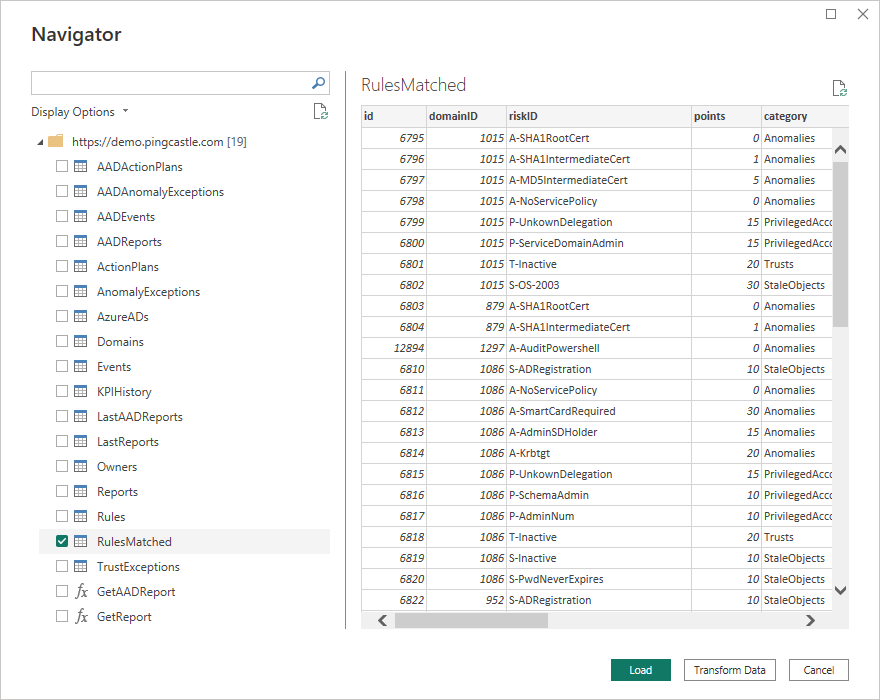 Navigator
Display Options
https://demo.pingcastle.com [19]
AADActionPlans
AADAnomalyExceptions
AADEvents
AADReports
ActionPlans
AnomalyExceptions
AzureADs
Domains
Events
KPIHistory
LastAADReports
LastReports
Owners
Reports
Rules
RulesMatched
TrustExceptions
fx GetAADReport
fx GetReport
RulesMatched
id domainID riskID points category
6795 1015 A-SHA1RootCert 0 Anomalies
6796 1015 A-SHA1IntermediateCert 1 Anomalies
6797 1015 A-MD5IntermediateCert 5 Anomalies
6798 1015 A-NoServicePolicy 0 Anomalies
6799 1015 P-UnkownDelegation 15 PrivilegedAcco
6800 1015 P-ServiceDomainAdmin 15 PrivilegedAcco
6801 1015 T-Inactive 20 Trusts
6802 1015 S-OS-2003 30 StaleObjects
6803 879 A-SHA1RootCert 0 Anomalies
6804 879 A-SHA1IntermediateCert 1 Anomalies
12894 1297 A-AuditPowershell 0 Anomalies
6810 1086 S-ADRegistration 10 StaleObjects
6811 1086 A-NoServicePolicy 0 Anomalies
6812 1086 A-SmartCardRequired 30 Anomalies
6813 1086 A-AdminSDHolder 15 Anomalies
6814 1086 A-Krbtgt 20 Anomalies
6815 1086 P-UnkownDelegation 15 PrivilegedAcco
6816 1086 P-SchemaAdmin 10 PrivilegedAcco
6817 1086 P-AdminNum 10 PrivilegedAcco
6818 1086 T-Inactive 20 Trusts
6819 1086 S-Inactive 10 StaleObjects
6820 1086 S-PwdNeverExpires 10 StaleObjects
6822 952 S-ADRegistration 10 StaleObjects
Load Transform Data Cancel